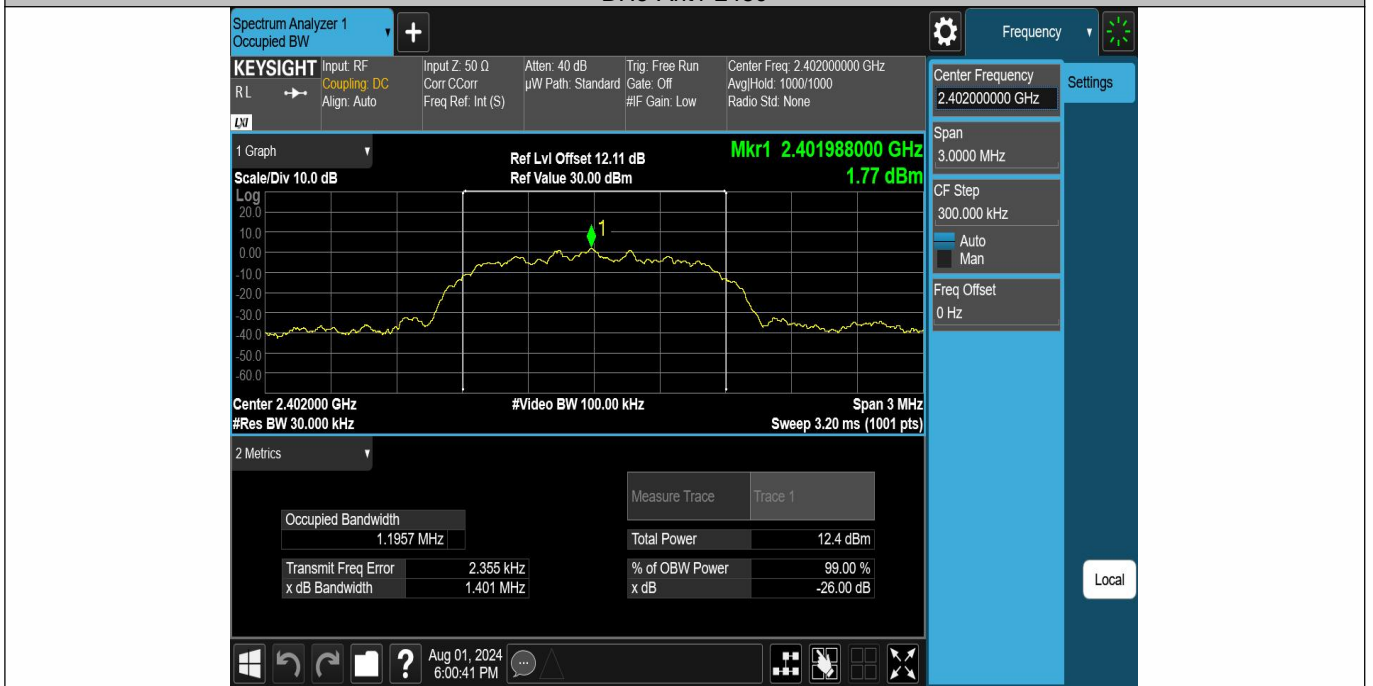 Spectrum Analyzer 1
Occupied BW
+
Frequency
KEYSIGHT
R L
LXI
Input: RF
Coupling: DC
Align: Auto
Input Z: 50 Ω
Corr CCorr
Freq Ref: Int (S)
Atten: 40 dB
µW Path: Standard
Trig: Free Run
Gate: Off
#IF Gain: Low
Center Freq: 2.402000000 GHz
Avg|Hold: 1000/1000
Radio Std: None
Center Frequency
2.402000000 GHz
Settings
Span
3.0000 MHz
CF Step
300.000 kHz
Auto
Man
Freq Offset
0 Hz
Local
1 Graph
Scale/Div 10.0 dB
Ref Lvl Offset 12.11 dB
Ref Value 30.00 dBm
Mkr1 2.401988000 GHz
1.77 dBm
Log
20.0
10.0
0.00
-10.0
-20.0
-30.0
-40.0
-50.0
-60.0
1
Center 2.402000 GHz
#Video BW 100.00 kHz
Span 3 MHz
#Res BW 30.000 kHz
Sweep 3.20 ms (1001 pts)
2 Metrics
Measure Trace
Trace 1
Occupied Bandwidth
1.1957 MHz
Total Power
12.4 dBm
Transmit Freq Error
2.355 kHz
% of OBW Power
99.00 %
x dB Bandwidth
1.401 MHz
x dB
-26.00 dB
?
Aug 01, 2024
6:00:41 PM